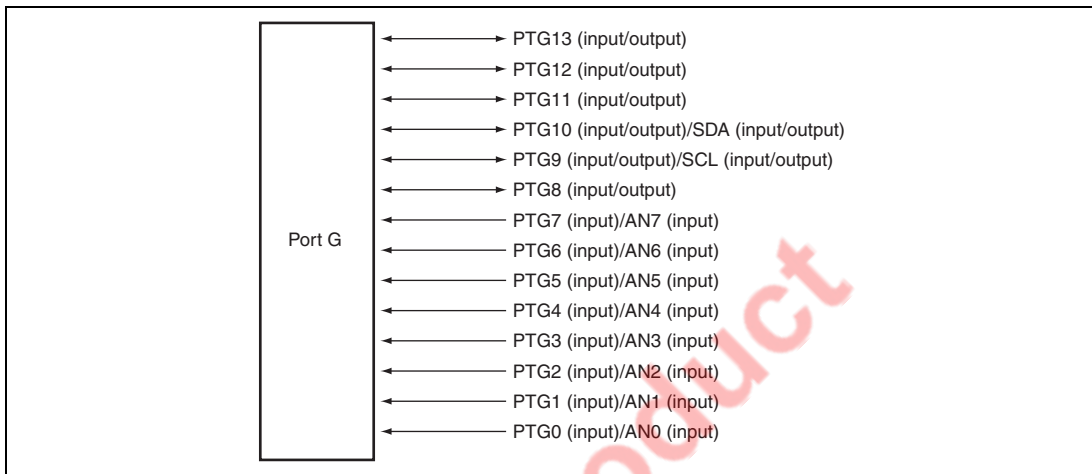 Port G
PTG13 (input/output)
PTG12 (input/output)
PTG11 (input/output)
PTG10 (input/output)/SDA (input/output)
PTG9 (input/output)/SCL (input/output)
PTG8 (input/output)
PTG7 (input)/AN7 (input)
PTG6 (input)/AN6 (input)
PTG5 (input)/AN5 (input)
PTG4 (input)/AN4 (input)
PTG3 (input)/AN3 (input)
PTG2 (input)/AN2 (input)
PTG1 (input)/AN1 (input)
PTG0 (input)/AN0 (input)